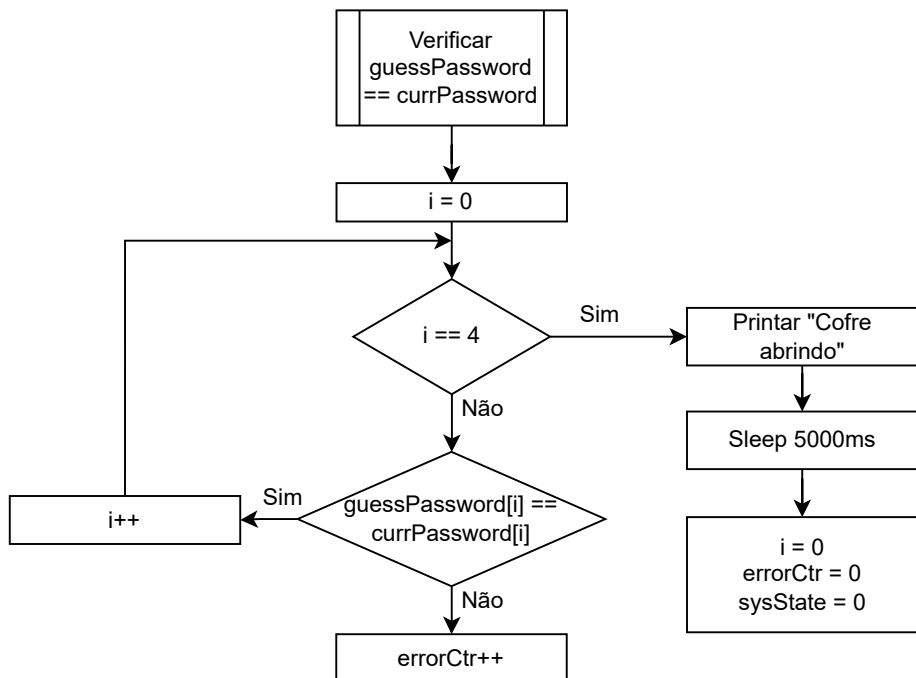 Verificar
guessPassword
== currPassword
i = 0
i == 4
Sim
Printar "Cofre
abrindo"
Não
Sleep 5000ms
guessPassword[i] ==
currPassword[i]
Sim
i++
i = 0
errorCtr = 0
sysState = 0
Não
errorCtr++